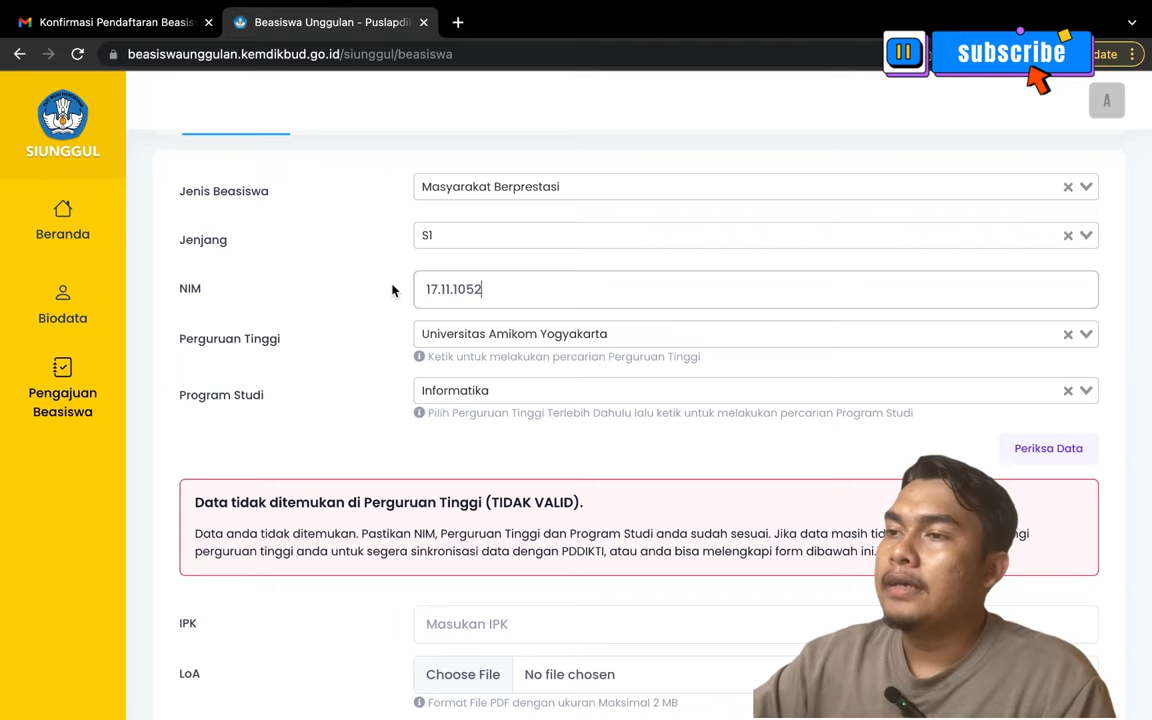 Konfirmasi Pendaftaran Beasis
Beasiswa Unggulan - Puslapdi
beasiswaunggulan.kemdikbud.go.id/siunggul/beasiswa
subscribe
date
A
SIUNGGUL
Beranda
Biodata
Pengajuan
Beasiswa
Jenis Beasiswa
Masyarakat Berprestasi
Jenjang
S1
NIM
17.11.1052
Perguruan Tinggi
Universitas Amikom Yogyakarta
Ketik untuk melakukan percarian Perguruan Tinggi
Program Studi
Informatika
Pilih Perguruan Tinggi Terlebih Dahulu lalu ketik untuk melakukan percarian Program Studi
Periksa Data
Data tidak ditemukan di Perguruan Tinggi (TIDAK VALID).
Data anda tidak ditemukan. Pastikan NIM, Perguruan Tinggi dan Program Studi anda sudah sesuai. Jika data masih
perguruan tinggi anda untuk segera sinkronisasi data dengan PDDIKTI, atau anda bisa melengkapi form dibawah ini.
IPK
Masukan IPK
LoA
Choose File
No file chosen
Format File PDF dengan ukuran Maksimal 2 MB